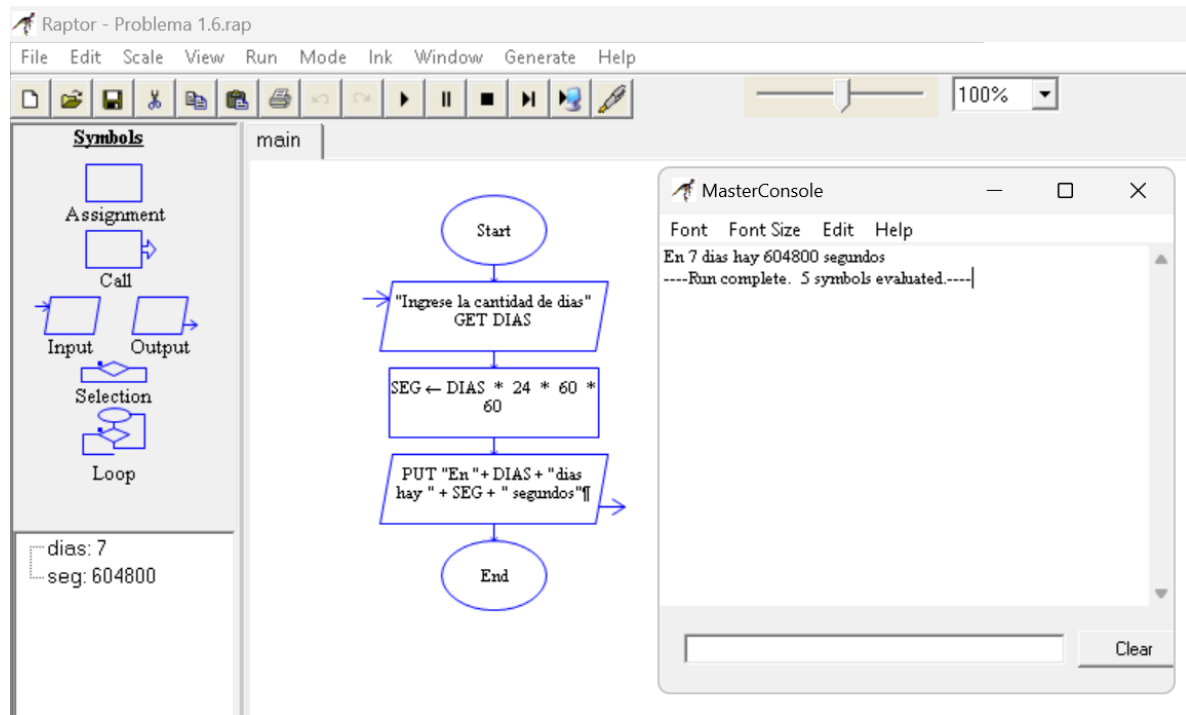 Raptor - Problema 1.6.rap
File Edit Scale View Run Mode Ink Window Generate Help
100%
Symbols
Assignment
Call
Input Output
Selection
Loop
dias: 7
seg: 604800
main
Start
"Ingrese la cantidad de dias"
GET DIAS
SEG ← DIAS * 24 * 60 *
60
PUT "En "+ DIAS + "dias
hay " + SEG + " segundos"¶
End
MasterConsole
Font Font Size Edit Help
En 7 dias hay 604800 segundos
----Run complete. 5 symbols evaluated.----
Clear